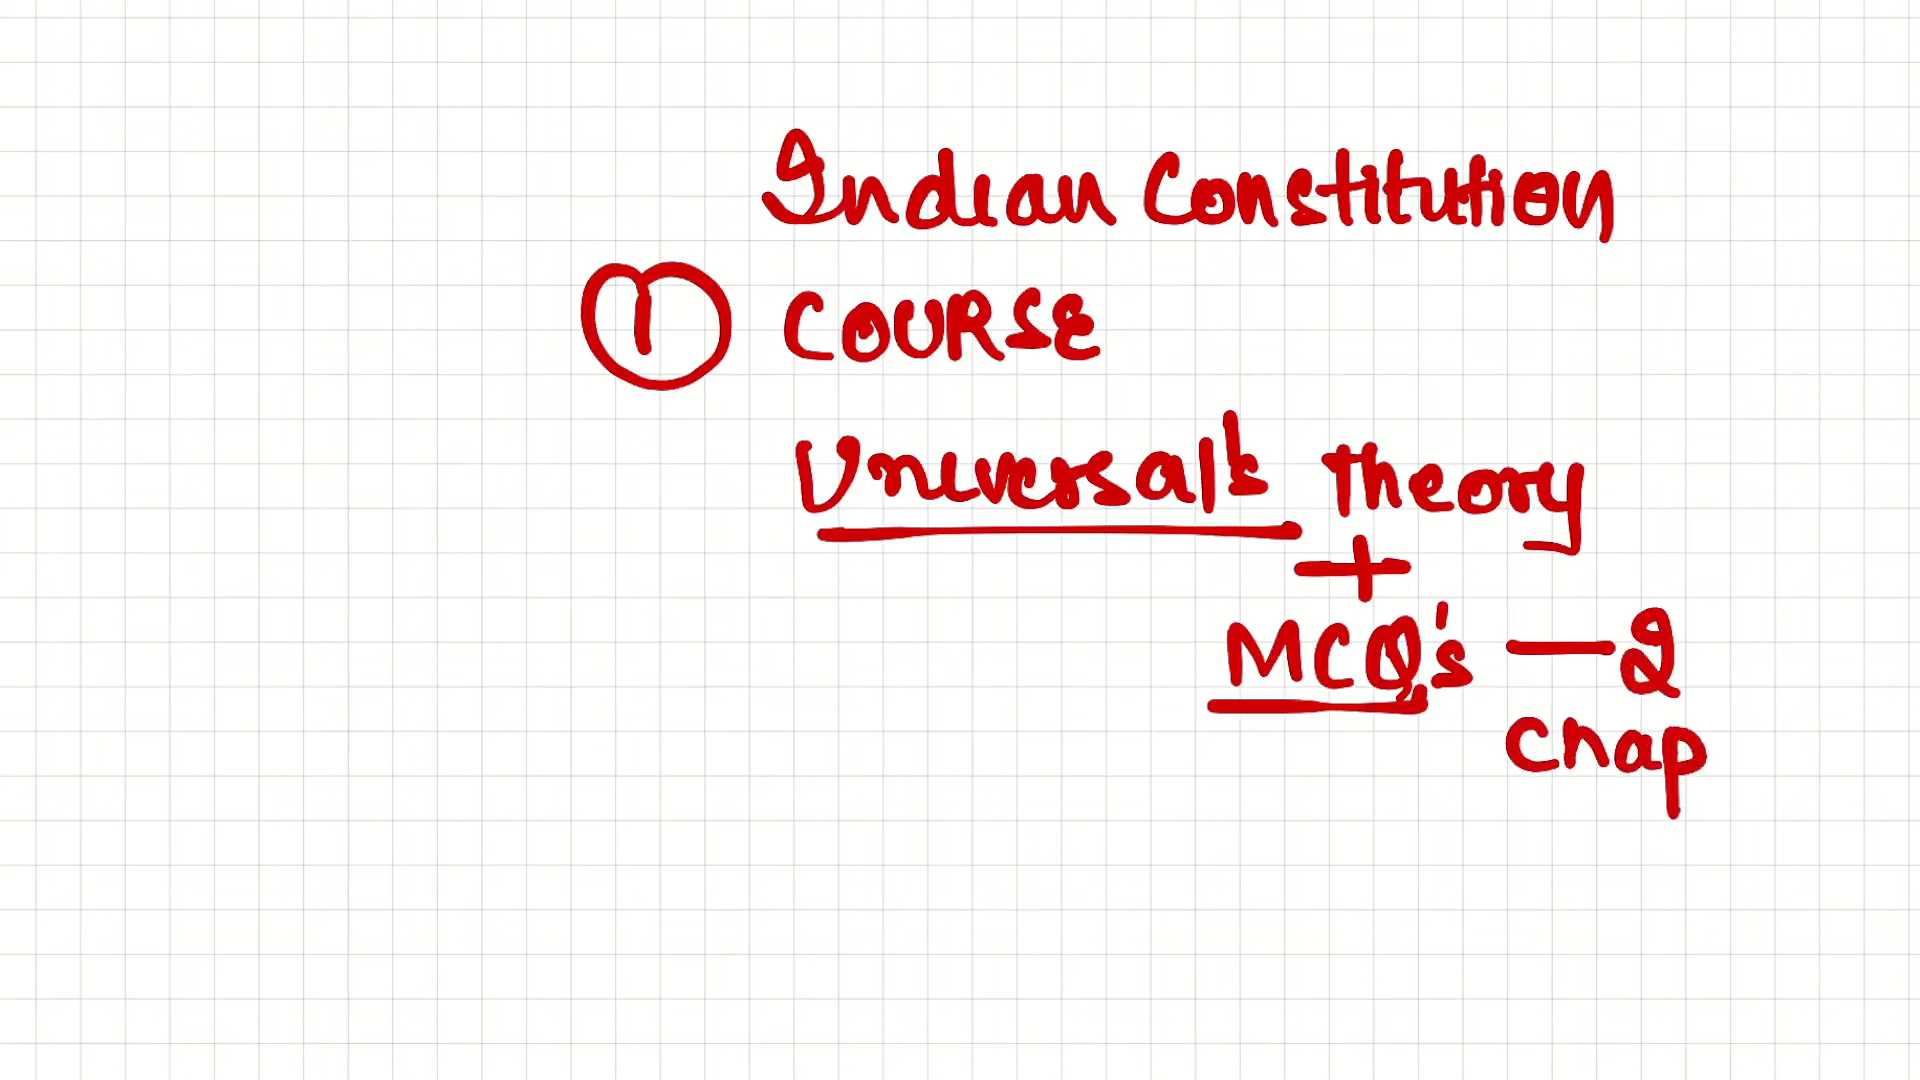 Indian Constitution
1 COURSE
Universal's theory
+
MCQ's — 2
Chap